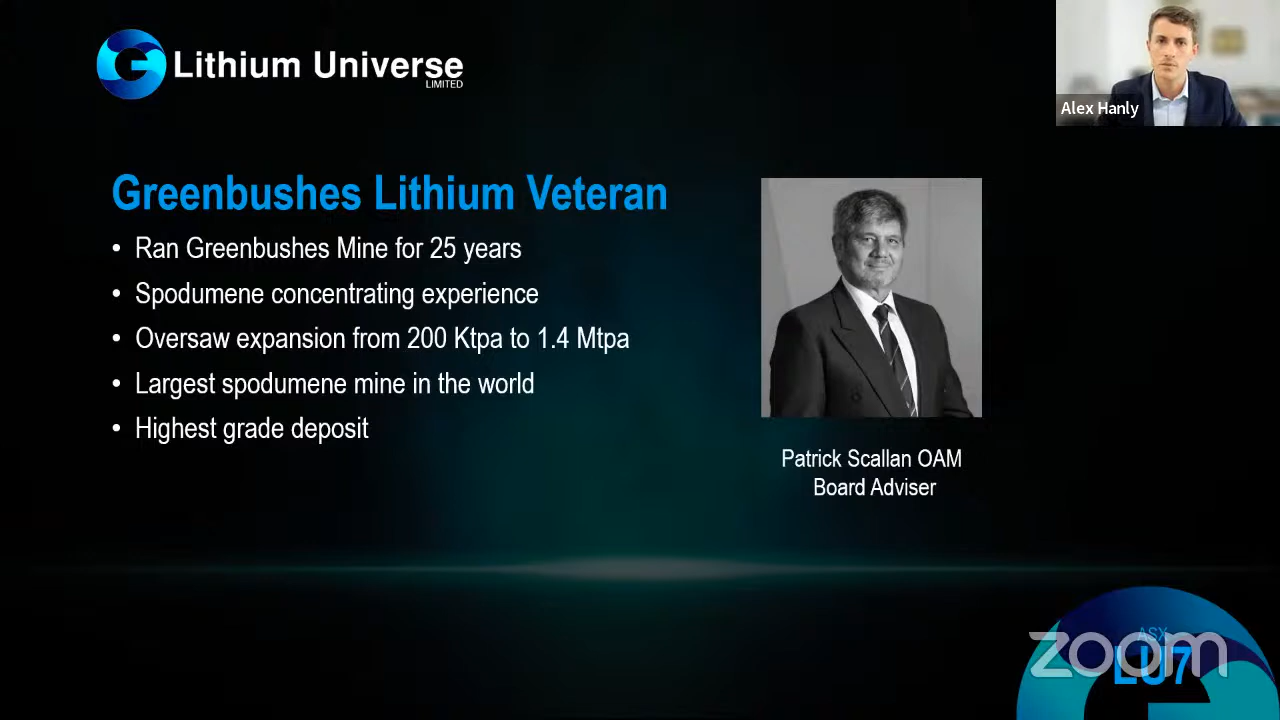 Lithium Universe
LIMITED
Alex Hanly
Greenbushes Lithium Veteran
• Ran Greenbushes Mine for 25 years
• Spodumene concentrating experience
• Oversaw expansion from 200 Ktpa to 1.4 Mtpa
• Largest spodumene mine in the world
• Highest grade deposit
Patrick Scallan OAM
Board Adviser
ASX
LU7
zoom